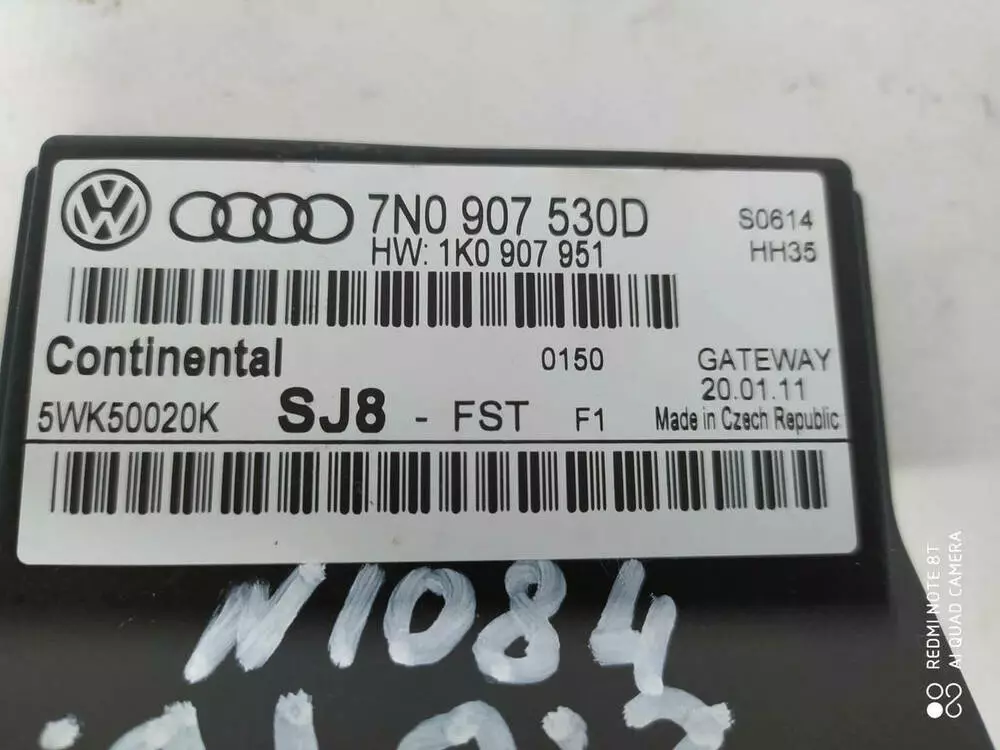 7N0 907 530D
S0614
HW: 1K0 907 951
HH35
Continental
0150
GATEWAY
20.01.11
5WK50020K
SJ8 - FST
F1
Made in Czech Republic
N1084
REDMI NOTE 8T
AI QUAD CAMERA